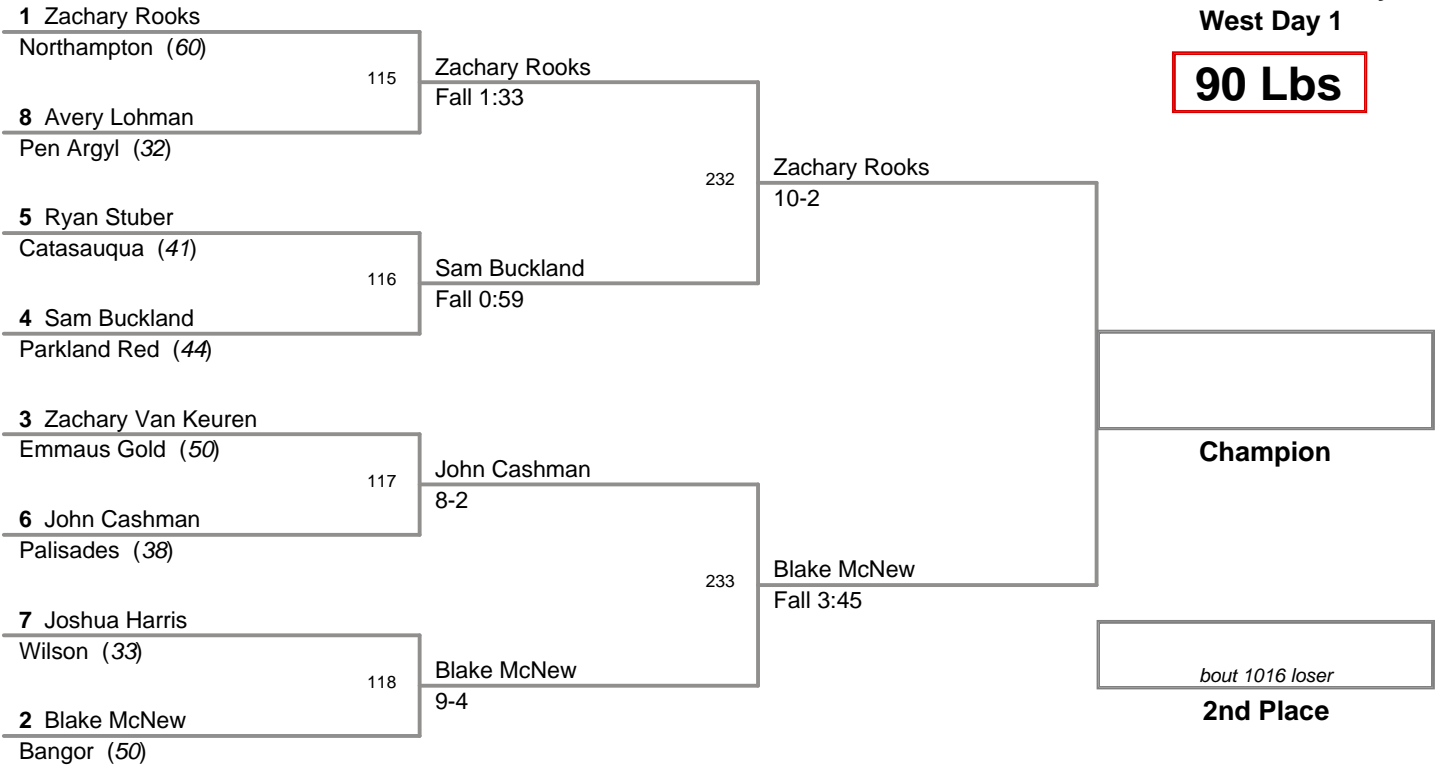 West Day 1
90 Lbs
1 Zachary Rooks
Northampton (60)
115
Zachary Rooks
Fall 1:33
8 Avery Lohman
Pen Argyl (32)
232
Zachary Rooks
10-2
5 Ryan Stuber
Catasauqua (41)
116
Sam Buckland
Fall 0:59
4 Sam Buckland
Parkland Red (44)
3 Zachary Van Keuren
Emmaus Gold (50)
117
John Cashman
8-2
6 John Cashman
Palisades (38)
233
Blake McNew
Fall 3:45
7 Joshua Harris
Wilson (33)
118
Blake McNew
9-4
2 Blake McNew
Bangor (50)
Champion
bout 1016 loser
2nd Place